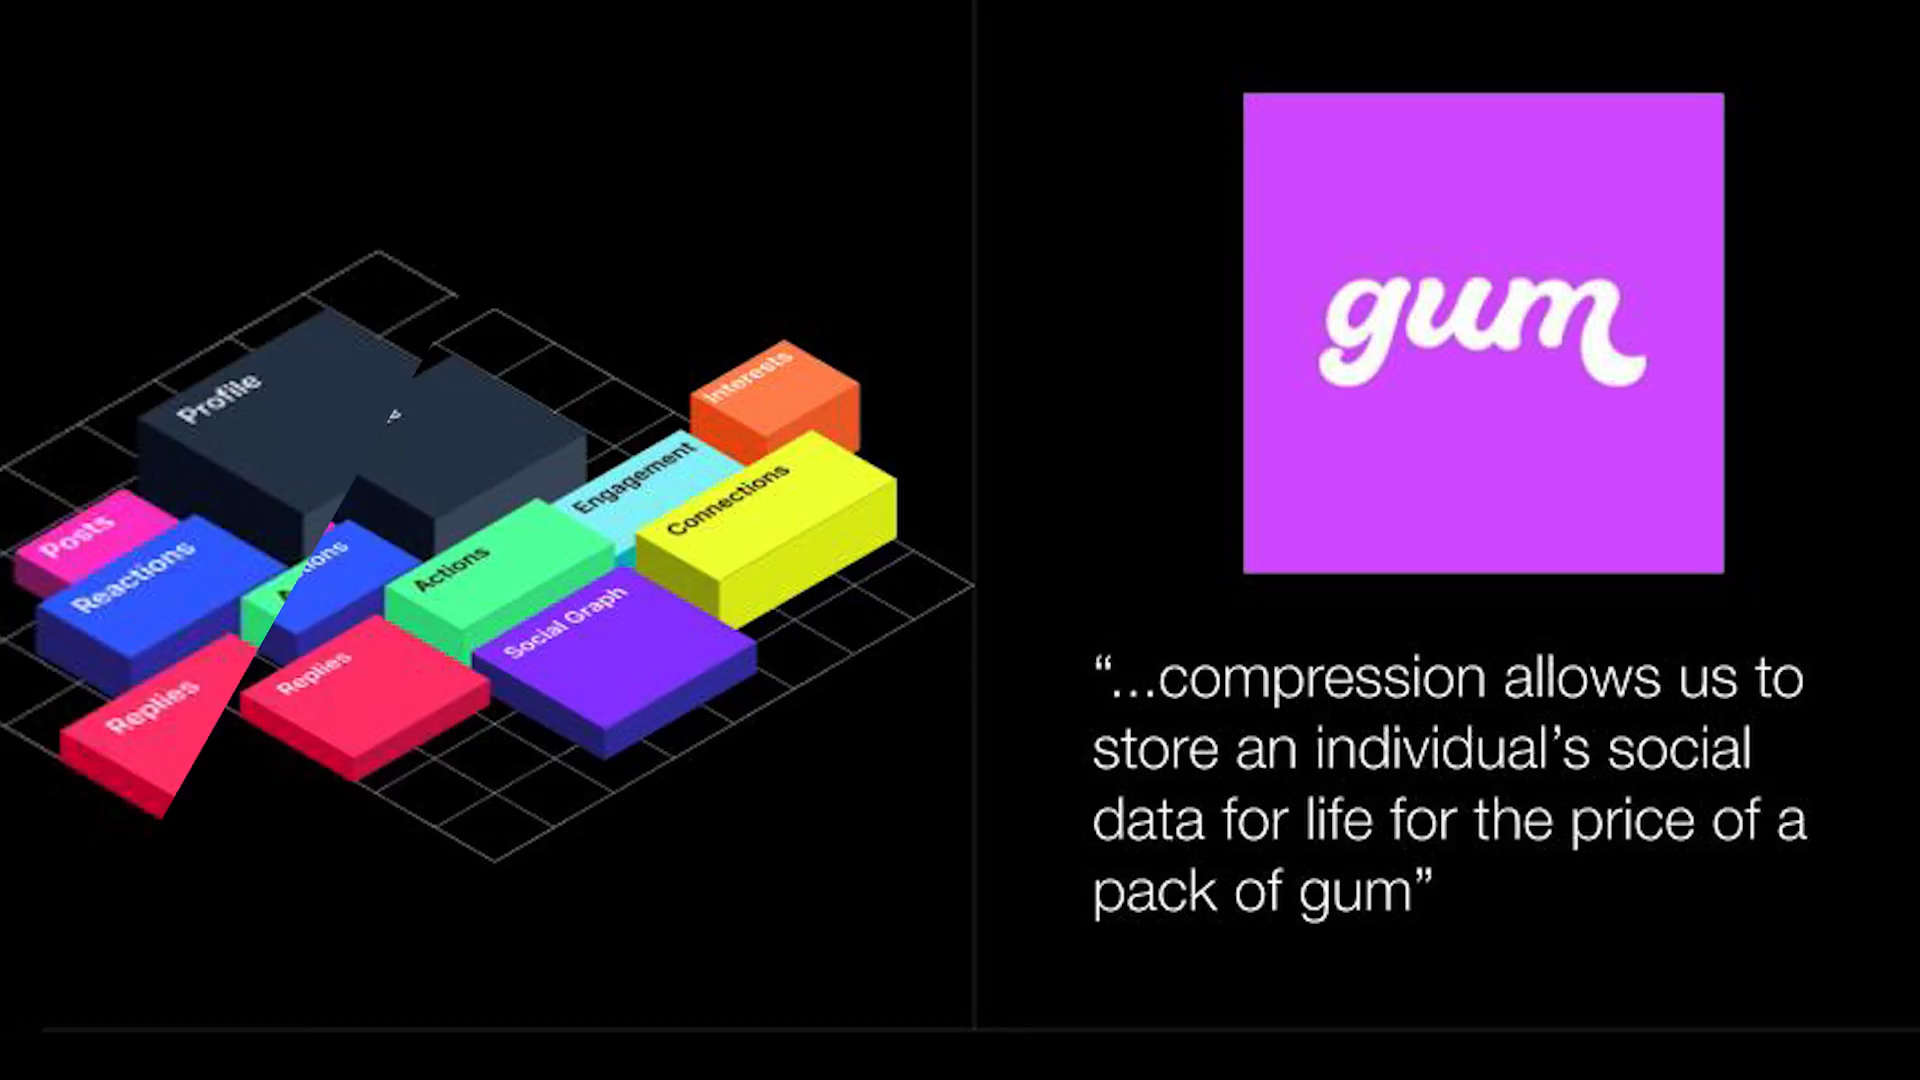 Profile
Interests
Engagement
Connections
Posts
Reactions
Actions
Social Graph
Replies
Replies
gum
“...compression allows us to
store an individual’s social
data for life for the price of a
pack of gum”